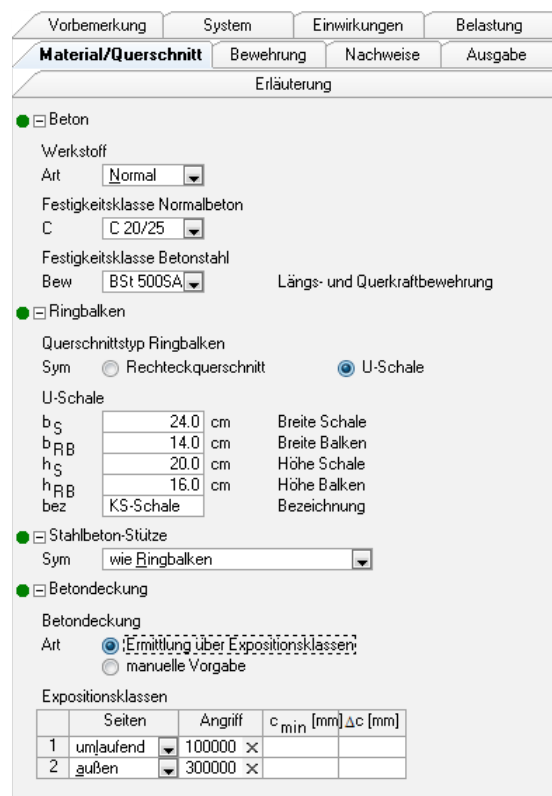 Vorbemerkung System Einwirkungen Belastung
Material/Querschnitt Bewehrung Nachweise Ausgabe
Erläuterung
Beton
Werkstoff
Art Normal
Festigkeitsklasse Normalbeton
C C 20/25
Festigkeitsklasse Betonstahl
Bew BSt 500SA Längs- und Querkraftbewehrung
Ringbalken
Querschnittstyp Ringbalken
Sym Rechteckquerschnitt U-Schale
U-Schale
bS 24.0 cm Breite Schale
bRB 14.0 cm Breite Balken
hS 20.0 cm Höhe Schale
hRB 16.0 cm Höhe Balken
bez KS-Schale Bezeichnung
Stahlbeton-Stütze
Sym wie Ringbalken
Betondeckung
Betondeckung
Art Ermittlung über Expositionsklassen
manuelle Vorgabe
Expositionsklassen
Seiten Angriff cmin [mm] Δc [mm]
1 umlaufend 100000
2 außen 300000